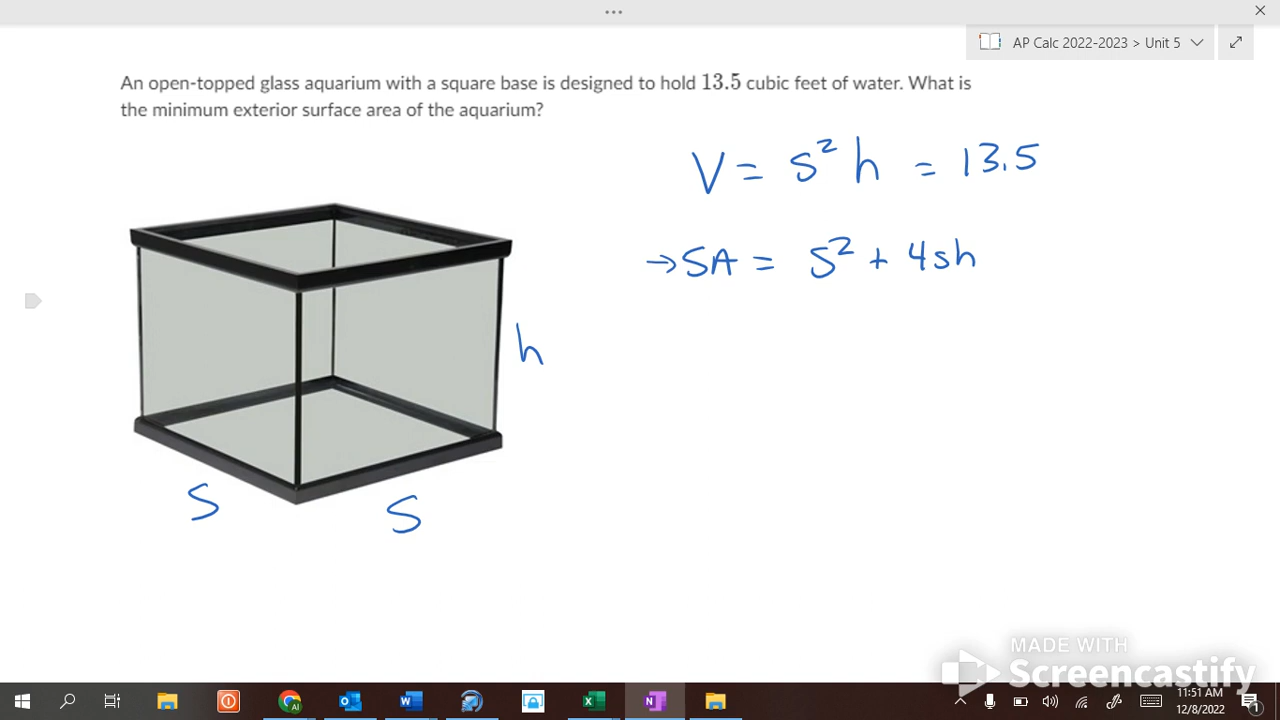 ...
AP Calc 2022-2023 > Unit 5
An open-topped glass aquarium with a square base is designed to hold 13.5 cubic feet of water. What is
the minimum exterior surface area of the aquarium?
V = s² h = 13.5
→ SA = s² + 4sh
h
s
s
MADE WITH
Screencastify
11:51 AM
12/8/2022
1